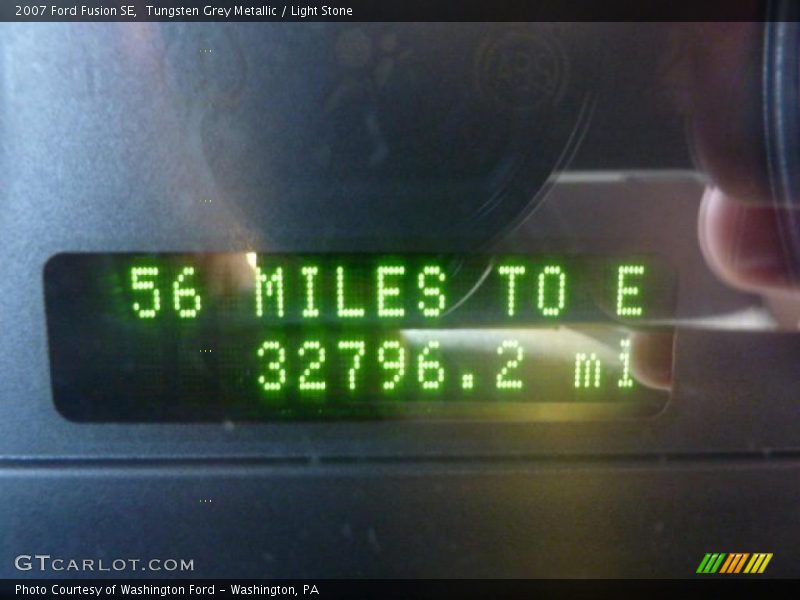 2007 Ford Fusion SE,  Tungsten Grey Metallic / Light Stone
56 MILES TO E
32796.2 mi
GTCARLOT.COM
Photo Courtesy of Washington Ford - Washington, PA